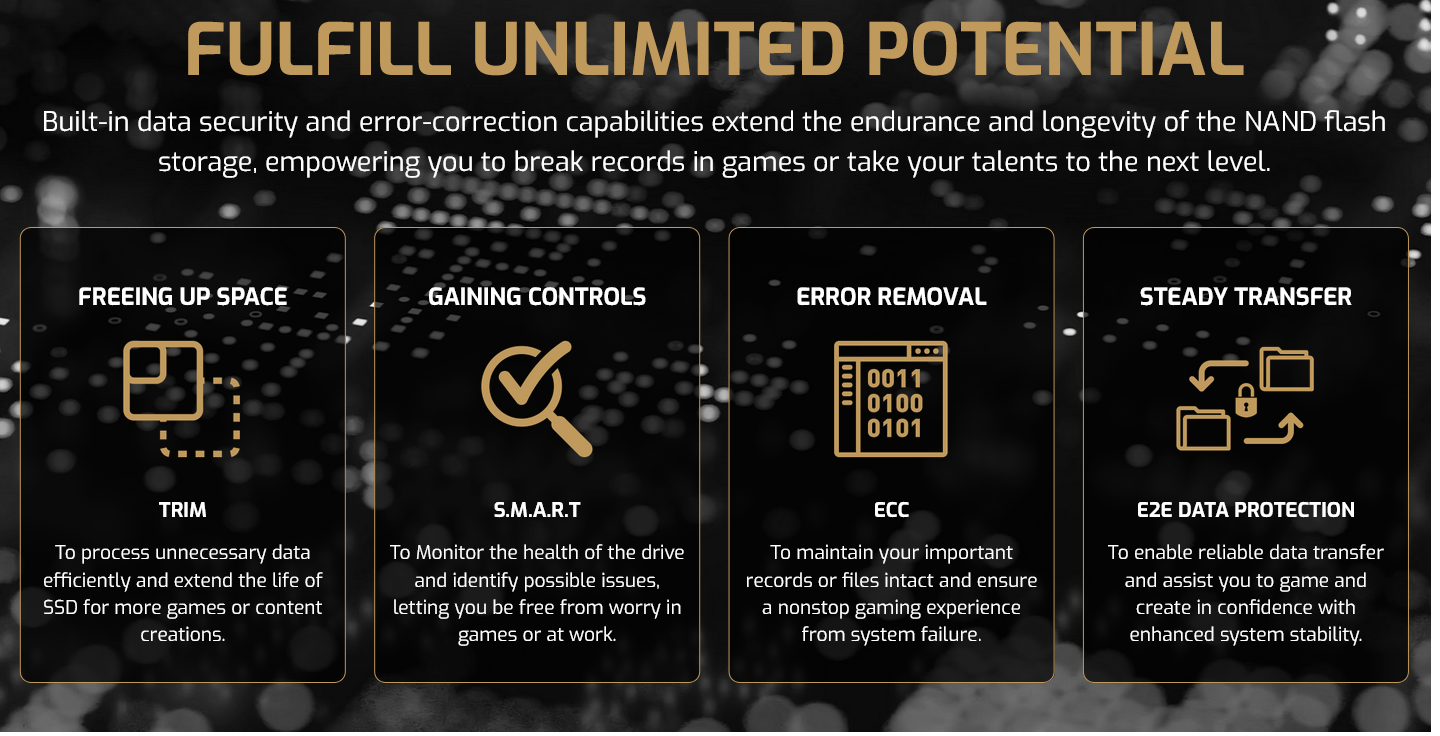 FULFILL UNLIMITED POTENTIAL
Built-in data security and error-correction capabilities extend the endurance and longevity of the NAND flash
storage, empowering you to break records in games or take your talents to the next level.
FREEING UP SPACE
TRIM
To process unnecessary data
efficiently and extend the life of
SSD for more games or content
creations.
GAINING CONTROLS
S.M.A.R.T
To Monitor the health of the drive
and identify possible issues,
letting you be free from worry in
games or at work.
ERROR REMOVAL
0011
0100
0101
ECC
To maintain your important
records or files intact and ensure
a nonstop gaming experience
from system failure.
STEADY TRANSFER
E2E DATA PROTECTION
To enable reliable data transfer
and assist you to game and
create in confidence with
enhanced system stability.